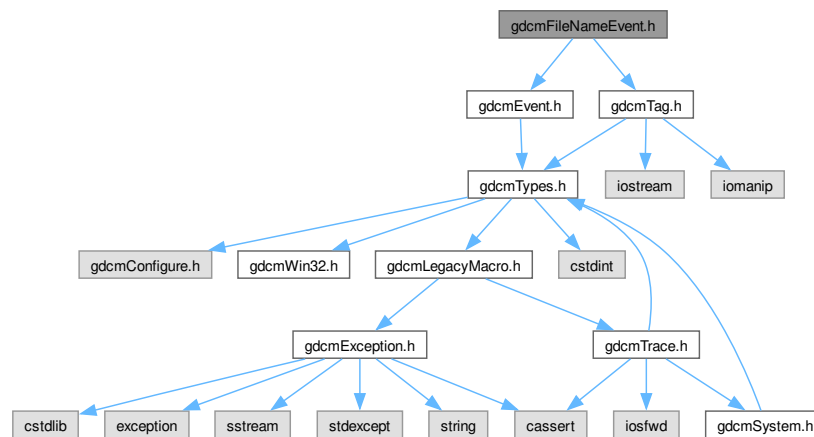 gdcmFileNameEvent.h
gdcmEvent.h
gdcmTag.h
gdcmTypes.h
iostream
iomanip
gdcmConfigure.h
gdcmWin32.h
gdcmLegacyMacro.h
cstdint
gdcmException.h
gdcmTrace.h
cstdlib
exception
sstream
stdexcept
string
cassert
iosfwd
gdcmSystem.h